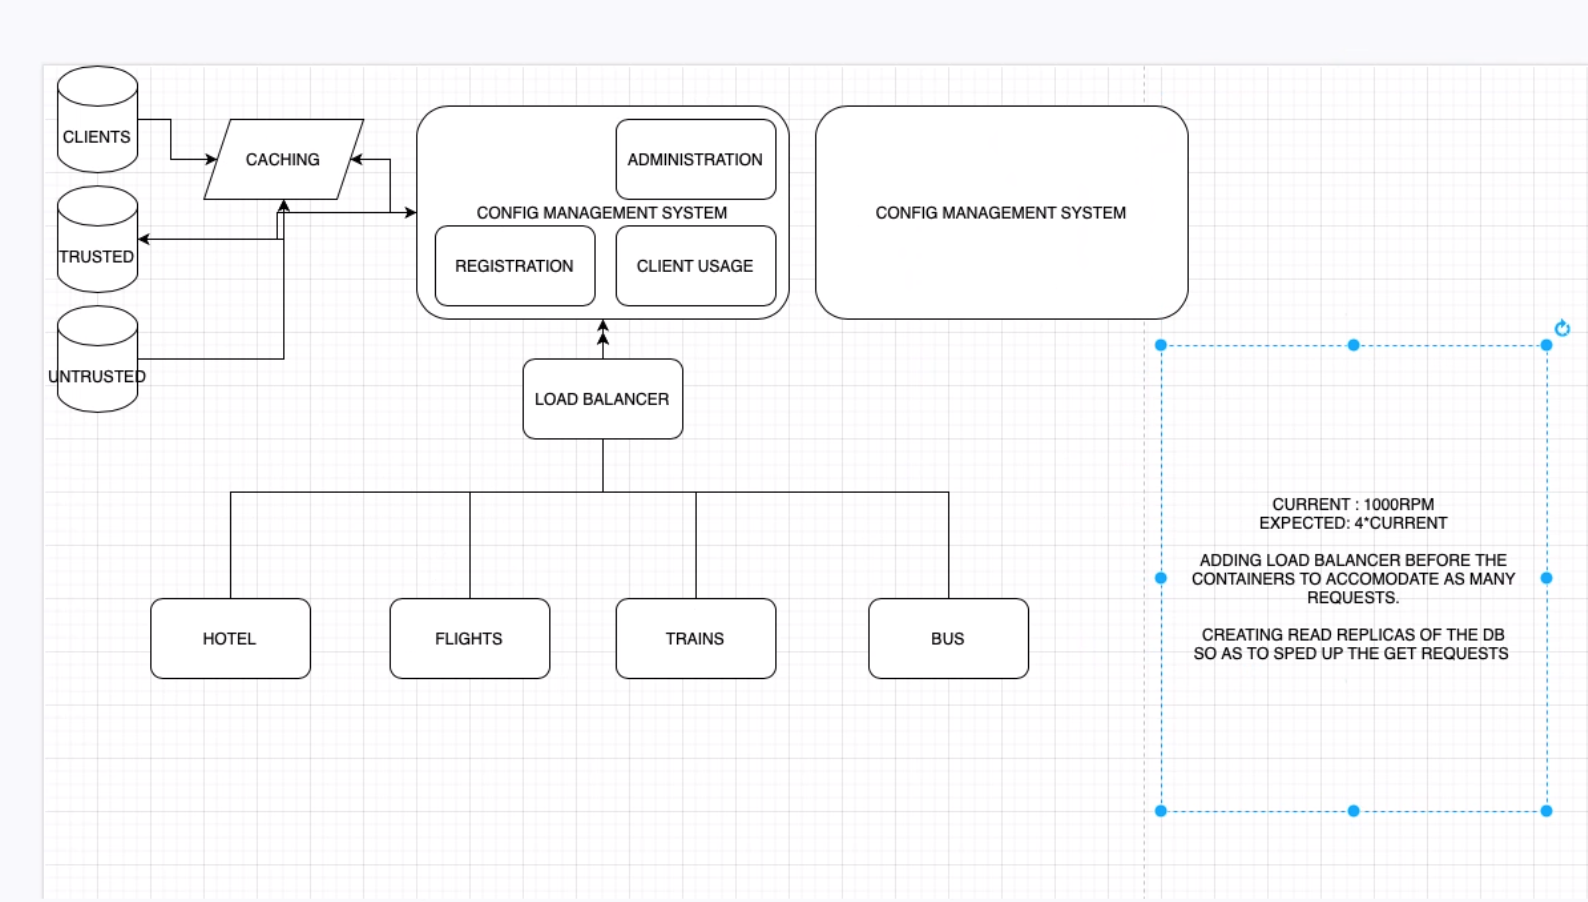 CLIENTS
CACHING
ADMINISTRATION
CONFIG MANAGEMENT SYSTEM
CONFIG MANAGEMENT SYSTEM
TRUSTED
REGISTRATION
CLIENT USAGE
UNTRUSTED
LOAD BALANCER
HOTEL
FLIGHTS
TRAINS
BUS
CURRENT : 1000RPM
EXPECTED: 4*CURRENT
ADDING LOAD BALANCER BEFORE THE
CONTAINERS TO ACCOMODATE AS MANY
REQUESTS.
CREATING READ REPLICAS OF THE DB
SO AS TO SPED UP THE GET REQUESTS